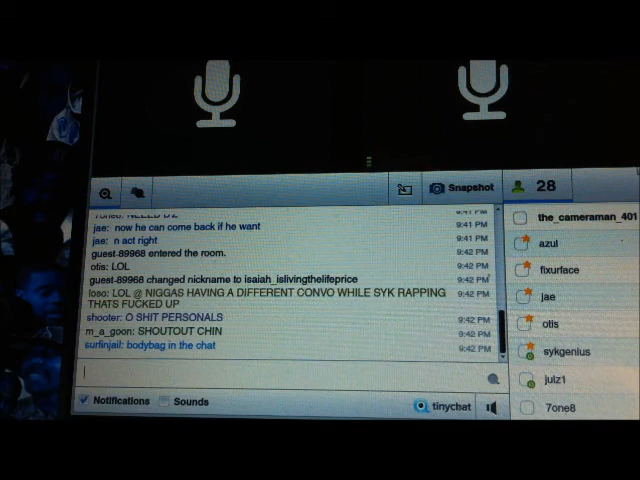 Snapshot
28
9:41 PM
jae: now he can come back if he want 9:41 PM
jae: n act right 9:41 PM
guest-89968 entered the room. 9:42 PM
otis: LOL 9:42 PM
guest-89968 changed nickname to isaiah_islivingthelifeprice 9:42 PM
loso: LOL @ NIGGAS HAVING A DIFFERENT CONVO WHILE SYK RAPPING 9:42 PM
THATS FUCKED UP
shooter: O SHIT PERSONALS 9:42 PM
m_a_goon: SHOUTOUT CHIN 9:42 PM
surfinjail: bodybag in the chat 9:42 PM
Notifications
Sounds
tinychat
the_cameraman_401
azul
fixurface
jae
otis
sykgenius
juiz1
7one8